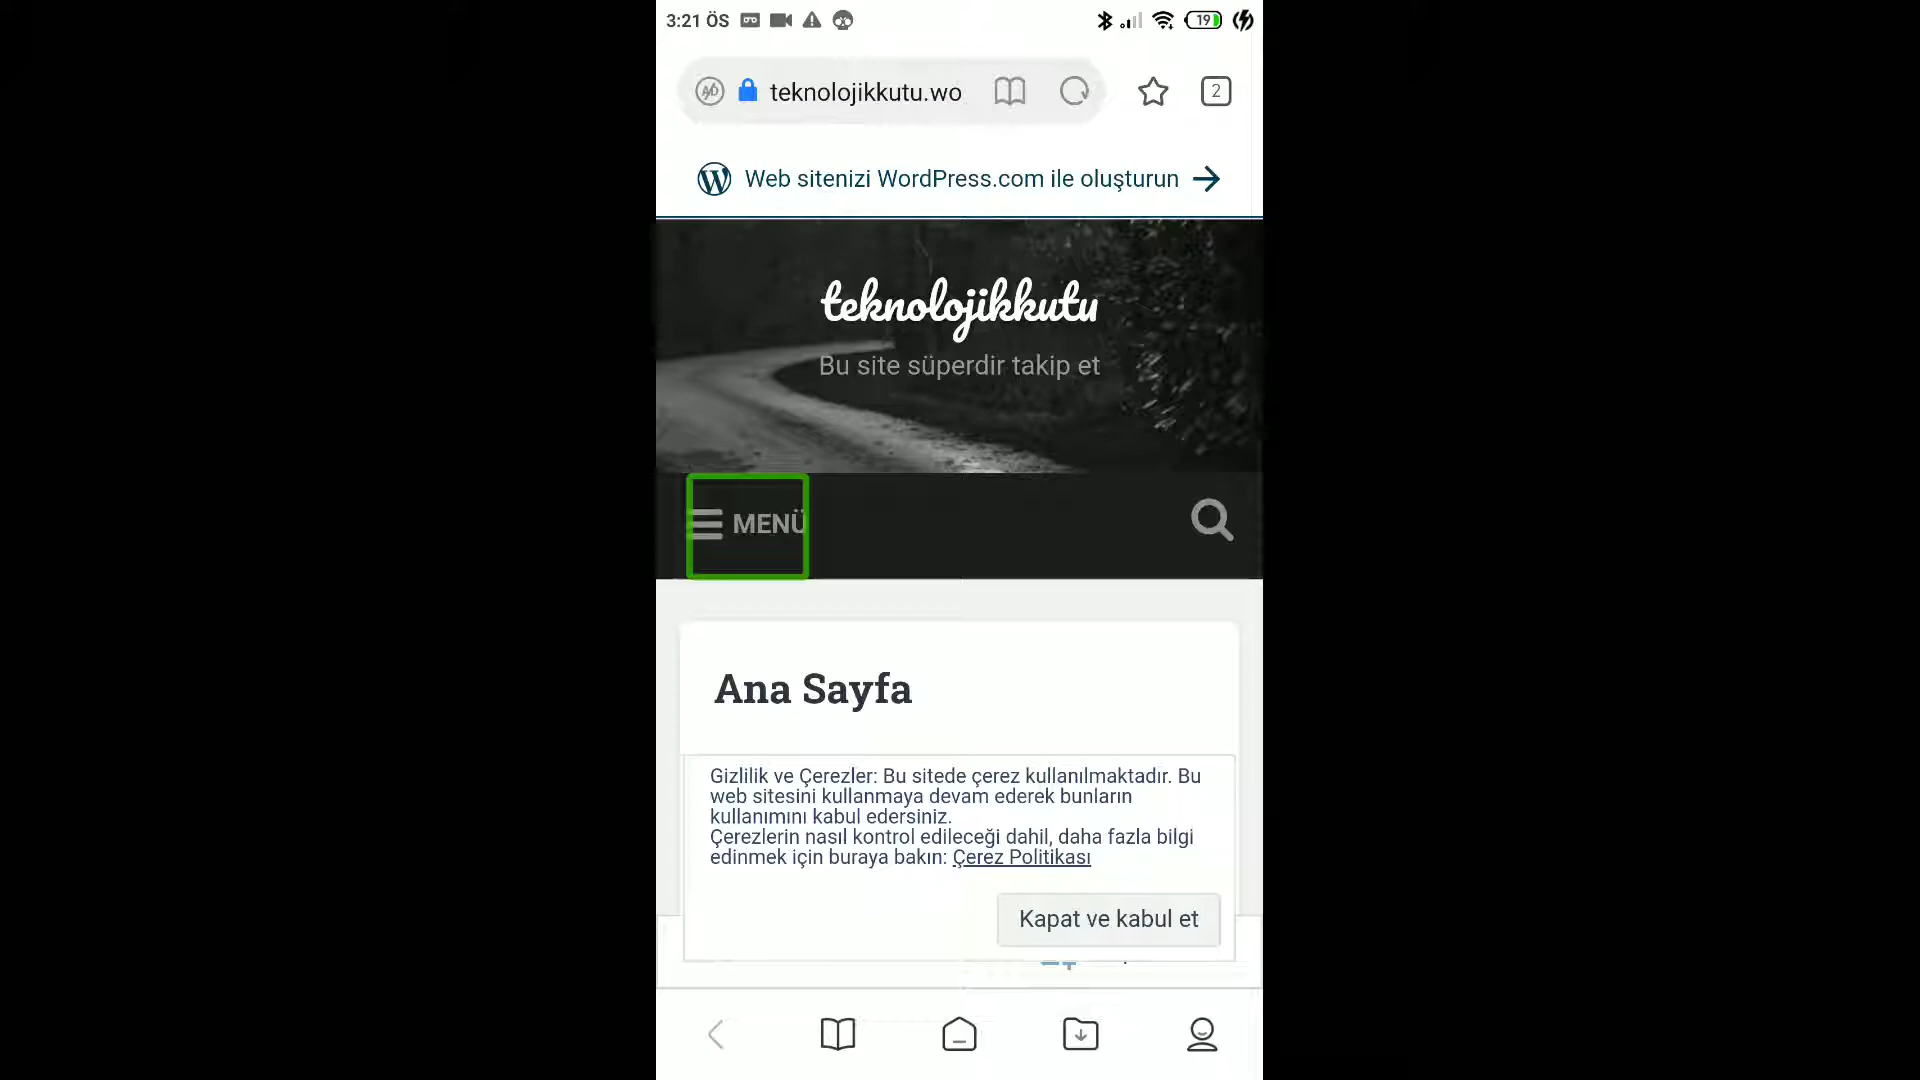 3:21 ÖS
19
teknolojikkutu.wo
2
Web sitenizi WordPress.com ile oluşturun
teknolojikkutu
Bu site süperdir takip et
MENÜ
Ana Sayfa
Gizlilik ve Çerezler: Bu sitede çerez kullanılmaktadır. Bu
web sitesini kullanmaya devam ederek bunların
kullanımını kabul edersiniz.
Çerezlerin nasıl kontrol edileceği dahil, daha fazla bilgi
edinmek için buraya bakın: Çerez Politikası
Kapat ve kabul et